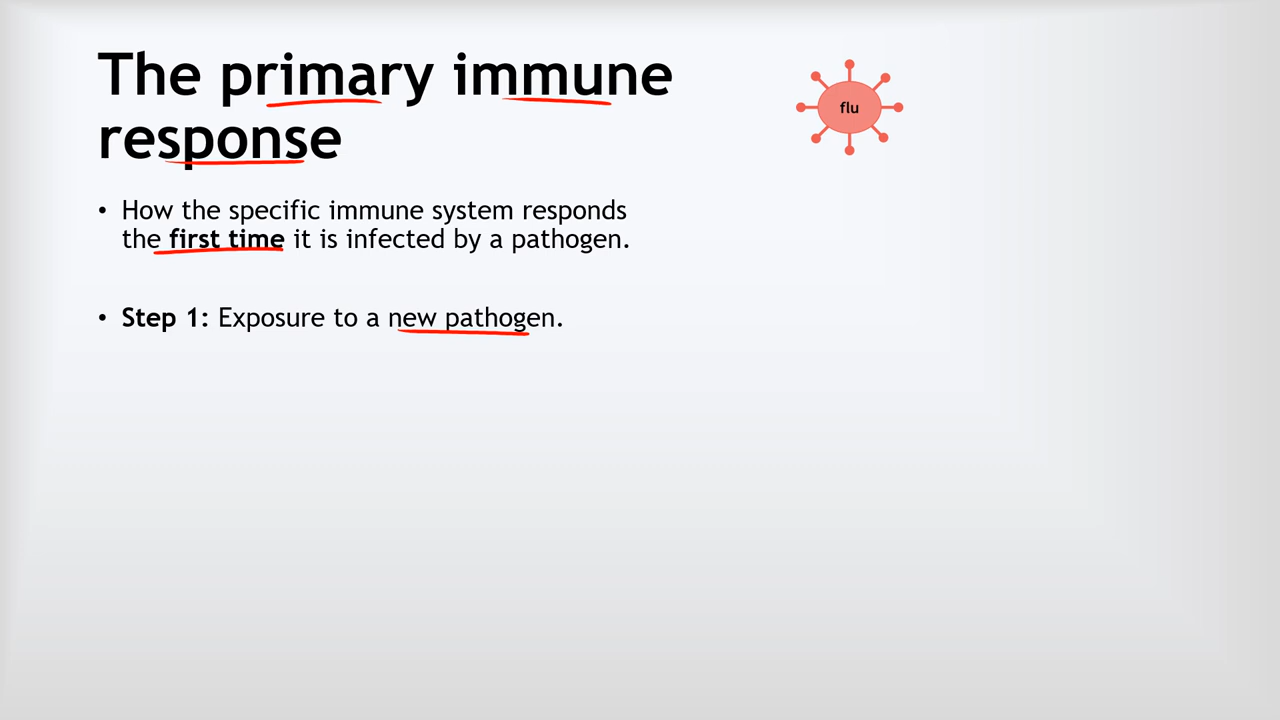 The primary immune
response
flu
• How the specific immune system responds
the first time it is infected by a pathogen.
• Step 1: Exposure to a new pathogen.